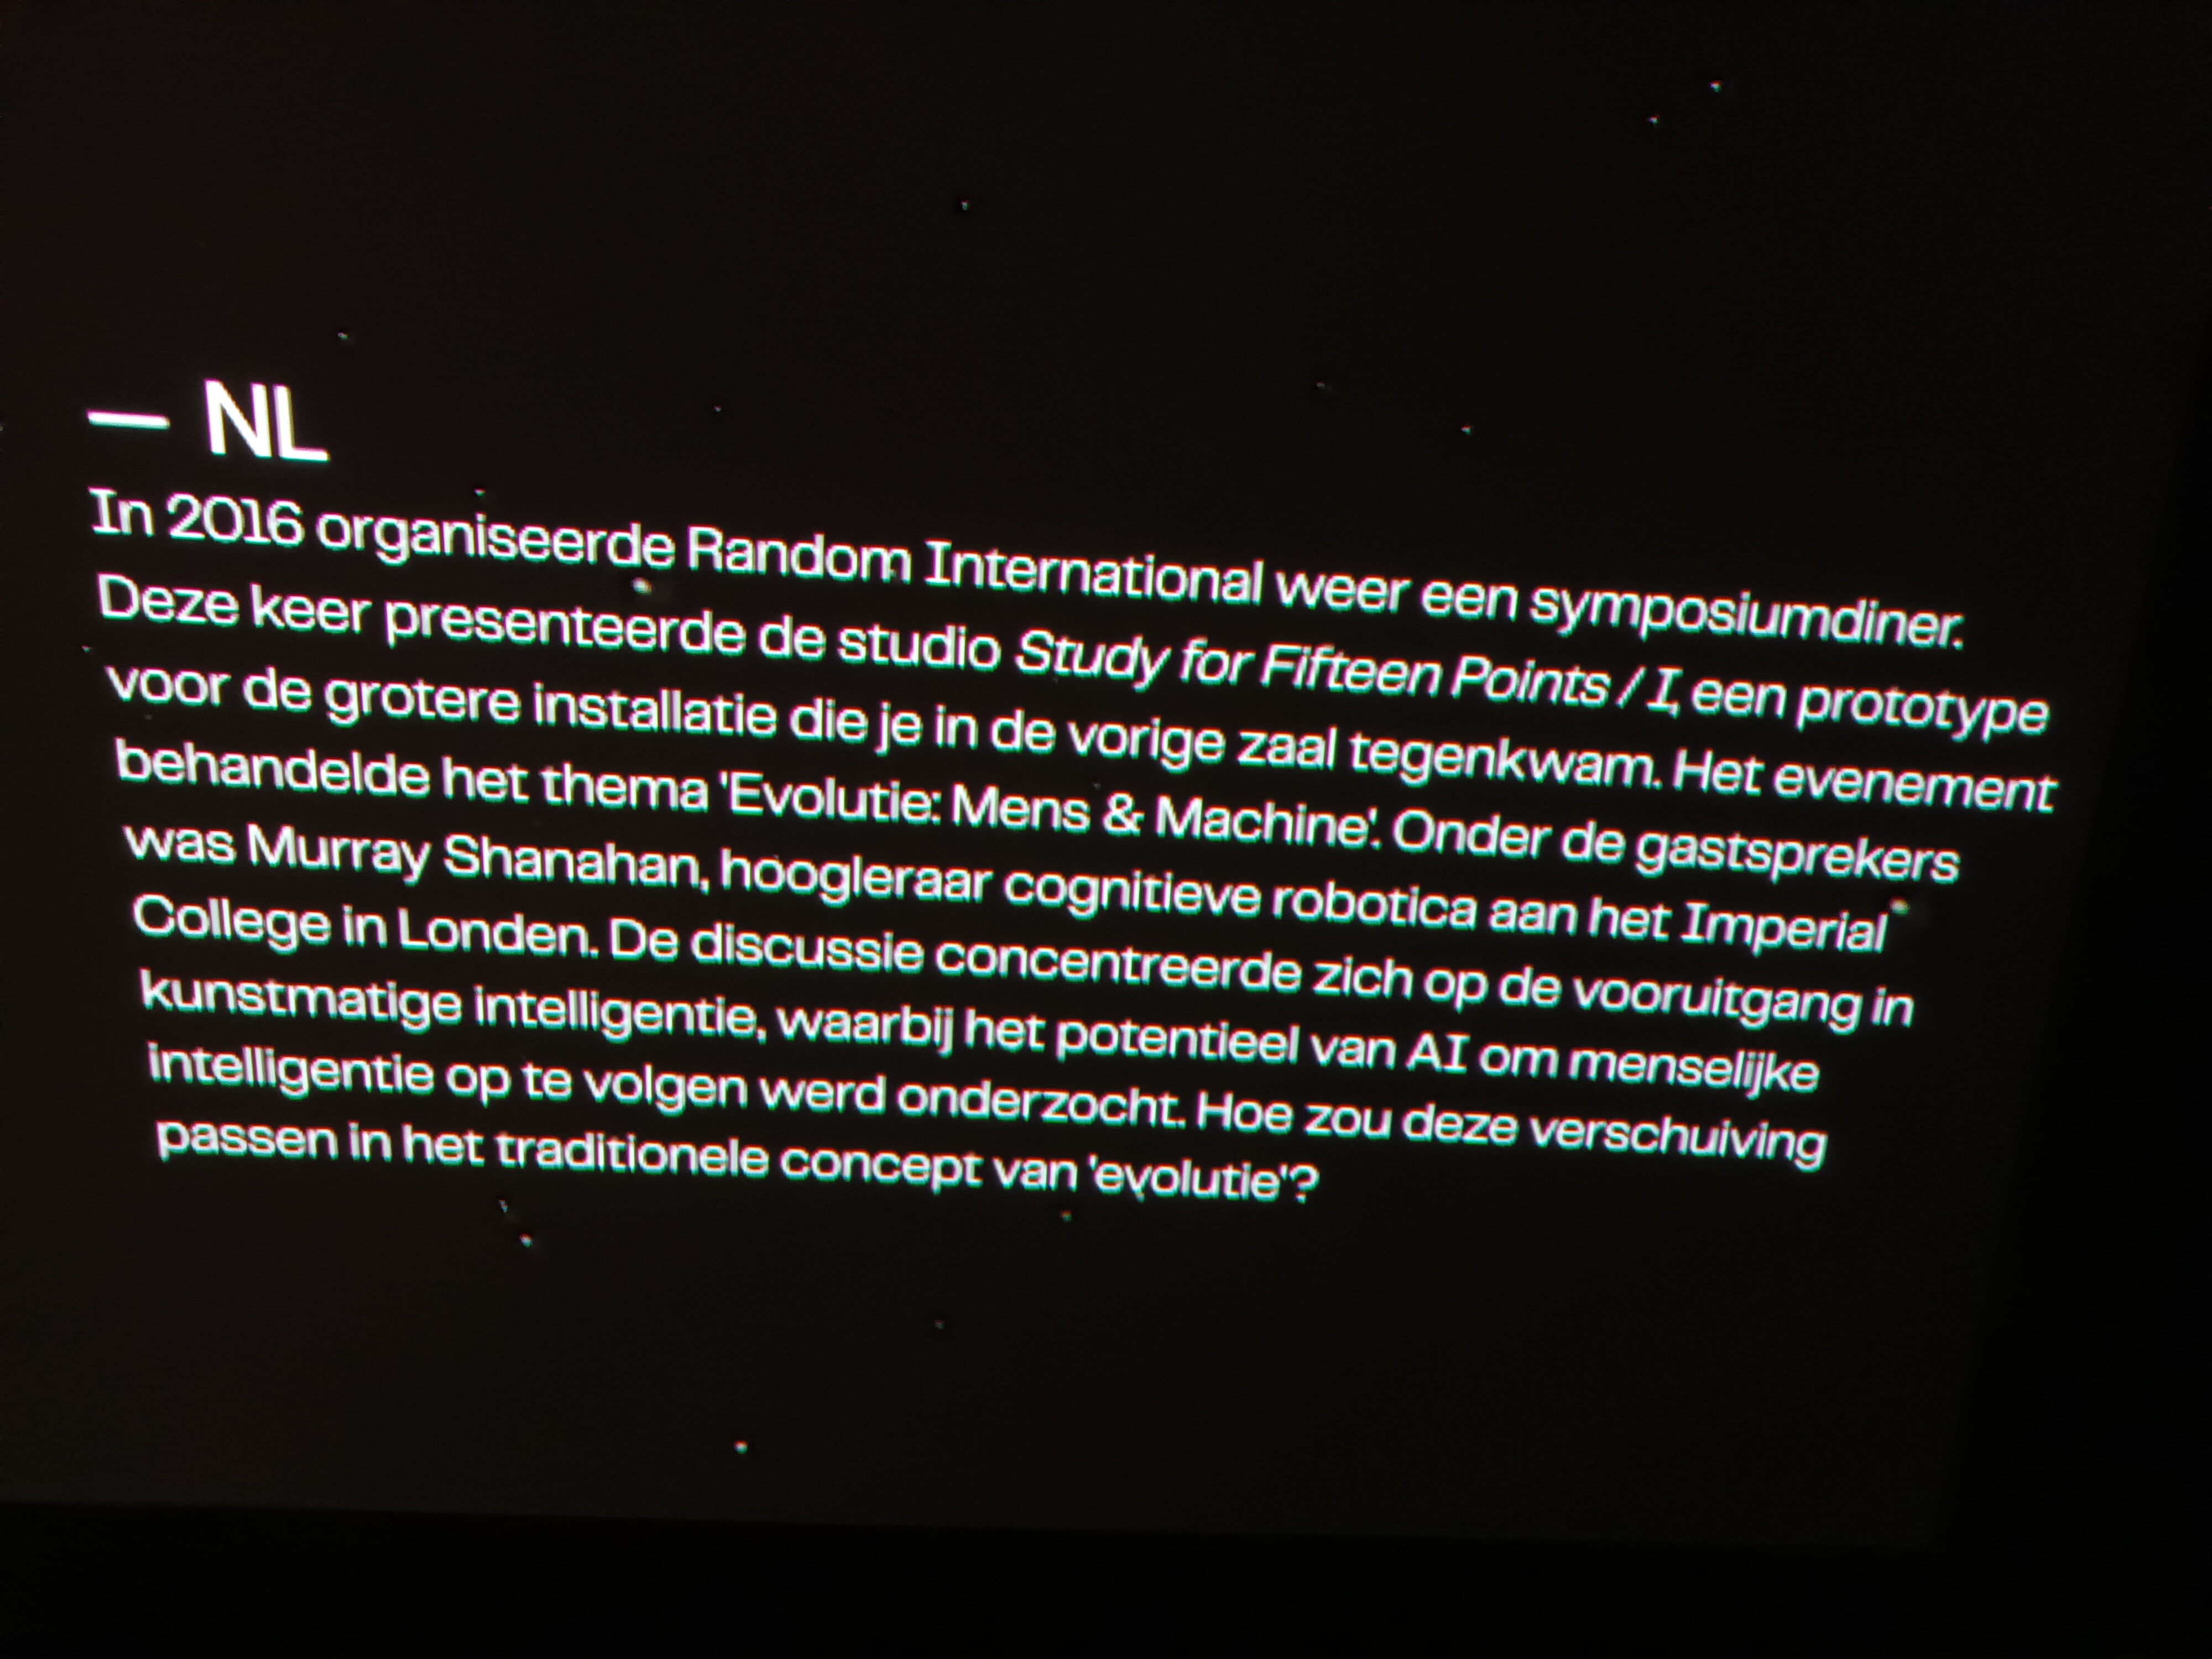 — NL
In 2016 organiseerde Random International weer een symposiumdiner.
Deze keer presenteerde de studio Study for Fifteen Points / I, een prototype
voor de grotere installatie die je in de vorige zaal tegenkwam. Het evenement
behandelde het thema 'Evolutie: Mens & Machine'. Onder de gastsprekers
was Murray Shanahan, hoogleraar cognitieve robotica aan het Imperial
College in Londen. De discussie concentreerde zich op de vooruitgang in
kunstmatige intelligentie, waarbij het potentieel van AI om menselijke
intelligentie op te volgen werd onderzocht. Hoe zou deze verschuiving
passen in het traditionele concept van 'evolutie'?